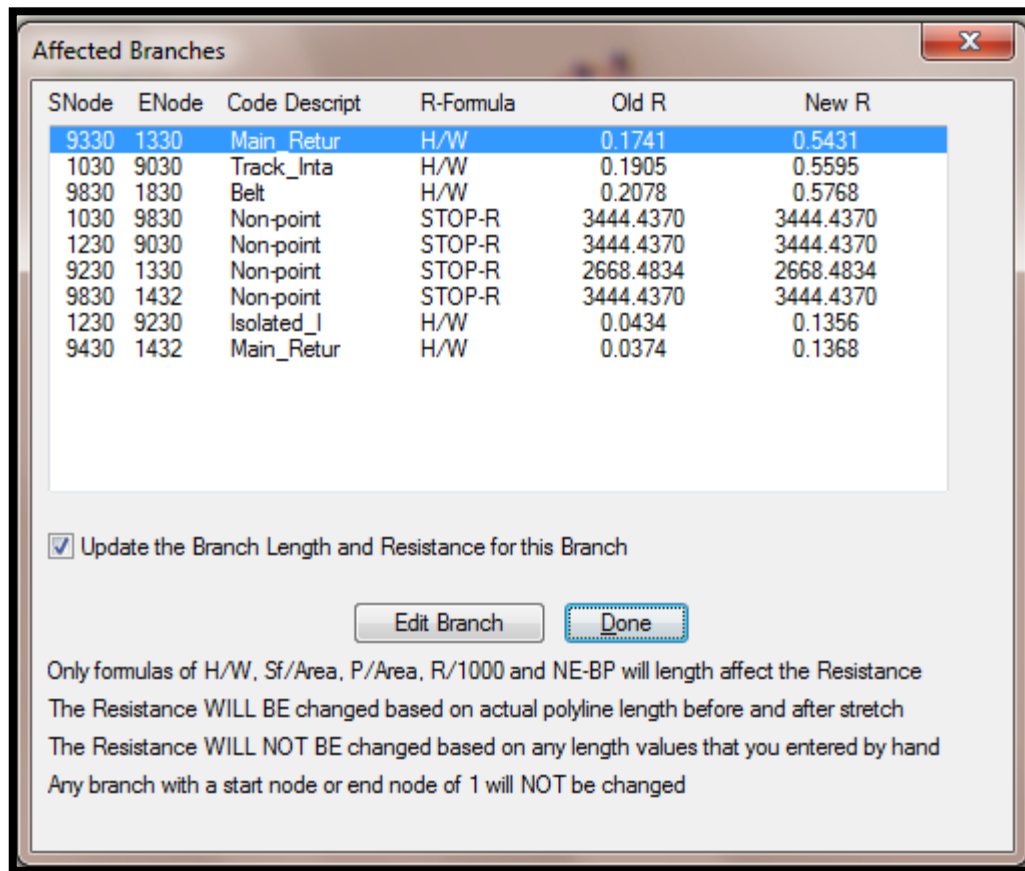 Affected Branches
SNode ENode Code Descript R-Formula Old R New R
9330 1330 Main_Retur H/W 0.1741 0.5431
1030 9030 Track_Inta H/W 0.1905 0.5595
9830 1830 Belt H/W 0.2078 0.5768
1030 9830 Non-point STOP-R 3444.4370 3444.4370
1230 9030 Non-point STOP-R 3444.4370 3444.4370
9230 1330 Non-point STOP-R 2668.4834 2668.4834
9830 1432 Non-point STOP-R 3444.4370 3444.4370
1230 9230 Isolated_I H/W 0.0434 0.1356
9430 1432 Main_Retur H/W 0.0374 0.1368
Update the Branch Length and Resistance for this Branch
Edit Branch Done
Only formulas of H/W, Sf/Area, P/Area, R/1000 and NE-BP will length affect the Resistance
The Resistance WILL BE changed based on actual polyline length before and after stretch
The Resistance WILL NOT BE changed based on any length values that you entered by hand
Any branch with a start node or end node of 1 will NOT be changed